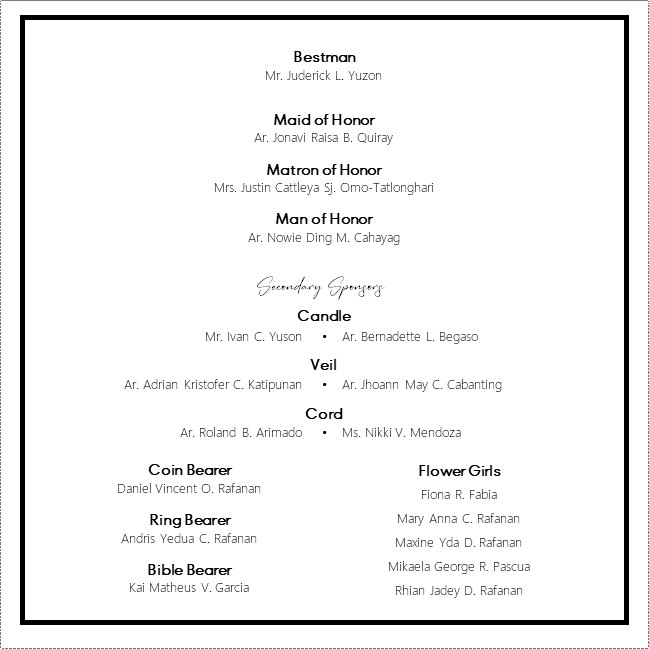 Bestman
Mr. Juderick L. Yuzon
Maid of Honor
Ar. Jonavi Raisa B. Quiray
Matron of Honor
Mrs. Justin Cattleya Sj. Omo-Tatlonghari
Man of Honor
Ar. Nowie Ding M. Cahayag
Secondary Sponsors
Candle
Mr. Ivan C. Yuson • Ar. Bernadette L. Begaso
Veil
Ar. Adrian Kristofer C. Katipunan • Ar. Jhoann May C. Cabanting
Cord
Ar. Roland B. Arimado • Ms. Nikki V. Mendoza
Coin Bearer
Daniel Vincent O. Rafanan
Ring Bearer
Andris Yedua C. Rafanan
Bible Bearer
Kai Matheus V. Garcia
Flower Girls
Fiona R. Fabia
Mary Anna C. Rafanan
Maxine Yda D. Rafanan
Mikaela George R. Pascua
Rhian Jadey D. Rafanan